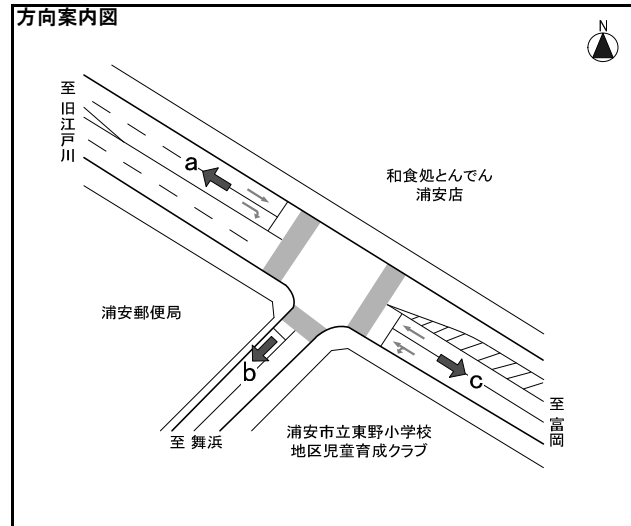 方向案内図
N
至旧江戸川
a
和食処とんでん
浦安店
浦安郵便局
b
c
至富岡
至 舞浜
浦安市立東野小学校
地区児童育成クラブ